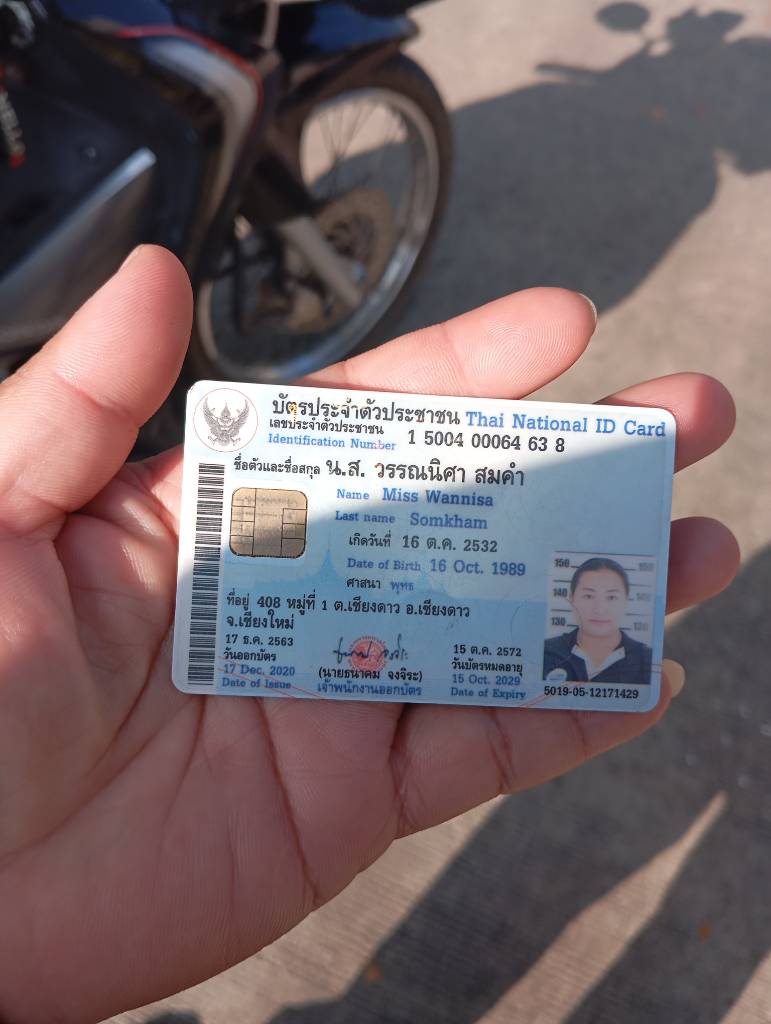 บัตรประจำตัวประชาชน Thai National ID Card
เลขประจำตัวประชาชน
Identification Number 1 5004 00064 63 8
ชื่อตัวและชื่อสกุล น.ส. วรรณนิศา สมคำ
Name Miss Wannisa
Last name Somkham
เกิดวันที่ 16 ต.ค. 2532
Date of Birth 16 Oct. 1989
ศาสนา พุทธ
ที่อยู่ 408 หมู่ที่ 1 ต.เชียงดาว อ.เชียงดาว
จ.เชียงใหม่
17 ธ.ค. 2563
วันออกบัตร
17 Dec. 2020
Date of Issue
(นายธนาคม จงจิระ)
เจ้าพนักงานออกบัตร
15 ต.ค. 2572
วันบัตรหมดอายุ
15 Oct. 2029
Date of Expiry
150 150
140 140
130 130
5019-05-12171429